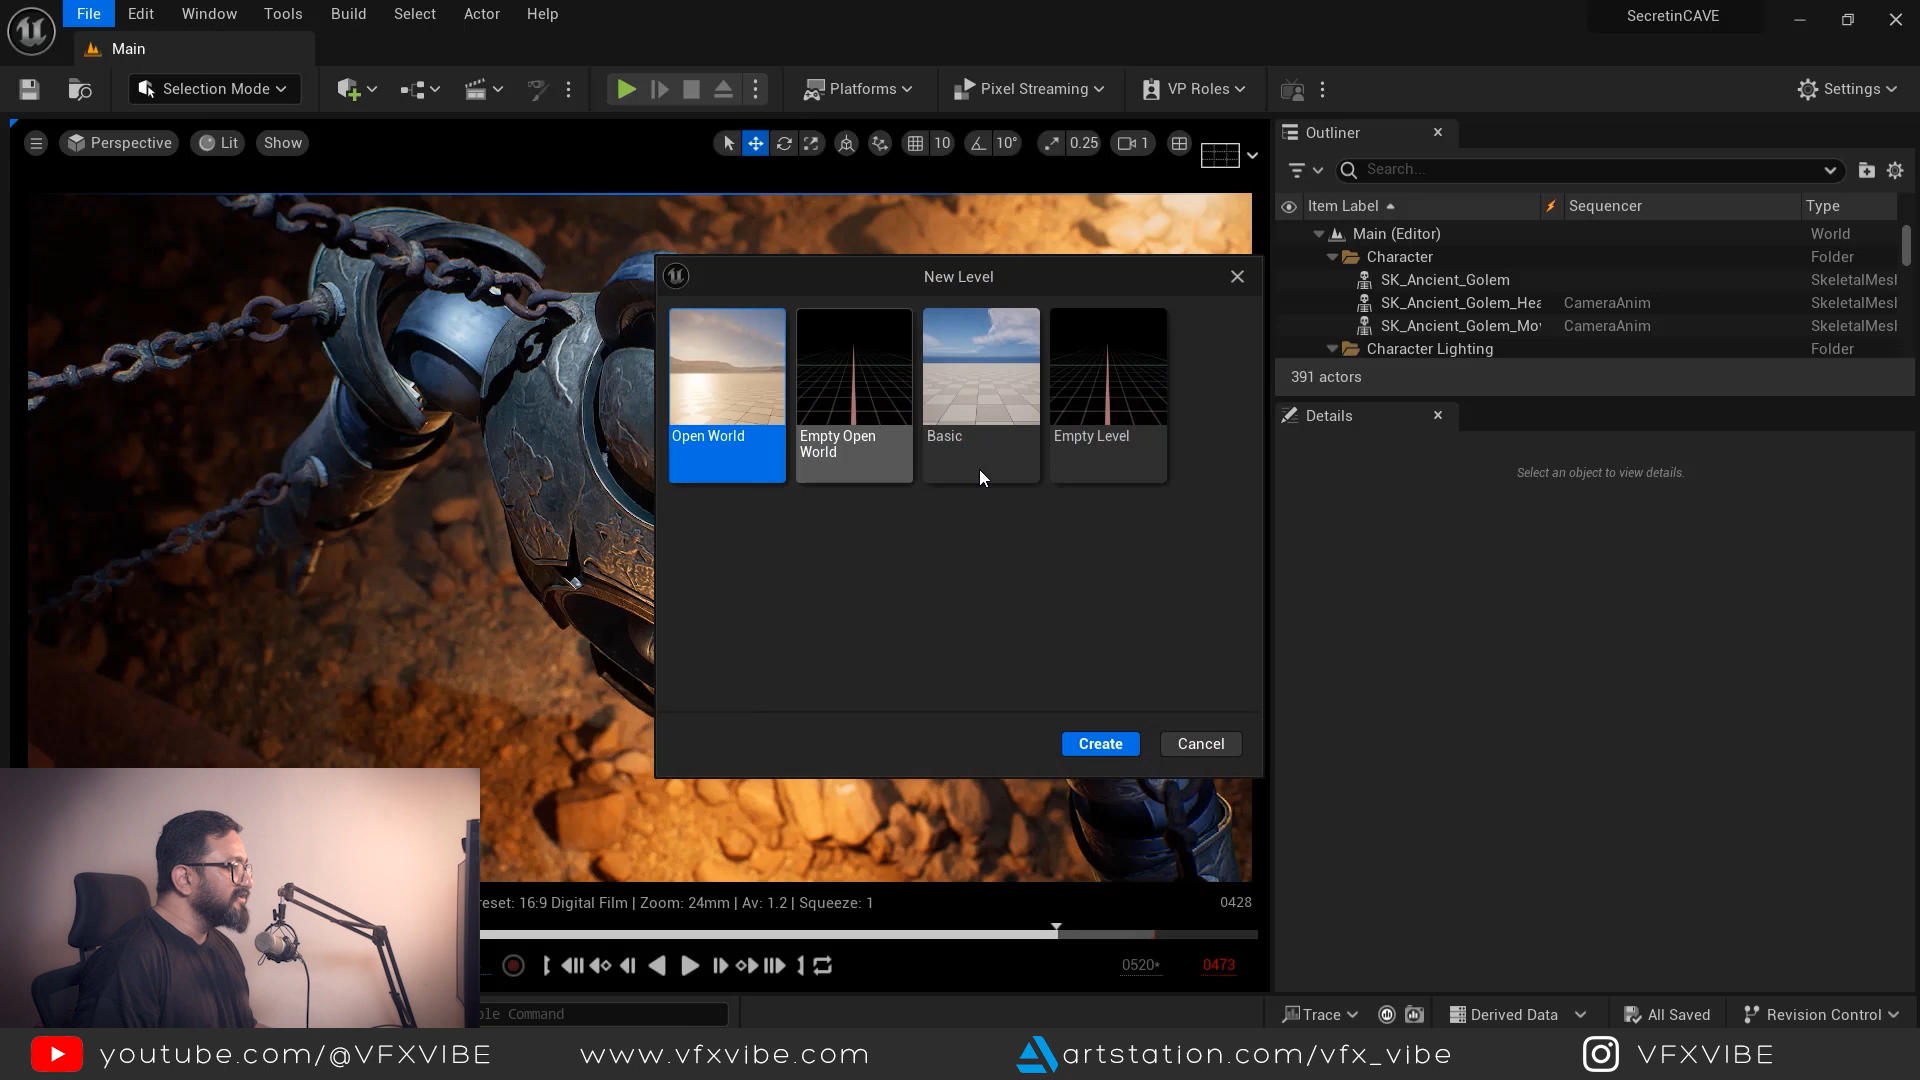 File Edit Window Tools Build Select Actor Help
SecretinCAVE
Main
Selection Mode
Platforms
Pixel Streaming
VP Roles
Settings
Perspective
Lit
Show
10
10°
0.25
1
Outliner
Search...
Item Label
Sequencer
Type
Main (Editor)
World
Character
Folder
SK_Ancient_Golem
SkeletalMesl
SK_Ancient_Golem_Hea
CameraAnim
SkeletalMesl
SK_Ancient_Golem_Mo
CameraAnim
SkeletalMesl
Character Lighting
Folder
391 actors
Details
Select an object to view details.
New Level
Open World
Empty Open
World
Basic
Empty Level
Create
Cancel
reset: 16:9 Digital Film | Zoom: 24mm | Av: 1.2 | Squeeze: 1
0428
0520*
0473
ole Command
Trace
Derived Data
All Saved
Revision Control
youtube.com/@VFXVIBE
www.vfxvibe.com
artstation.com/vfx_vibe
VFXVIBE